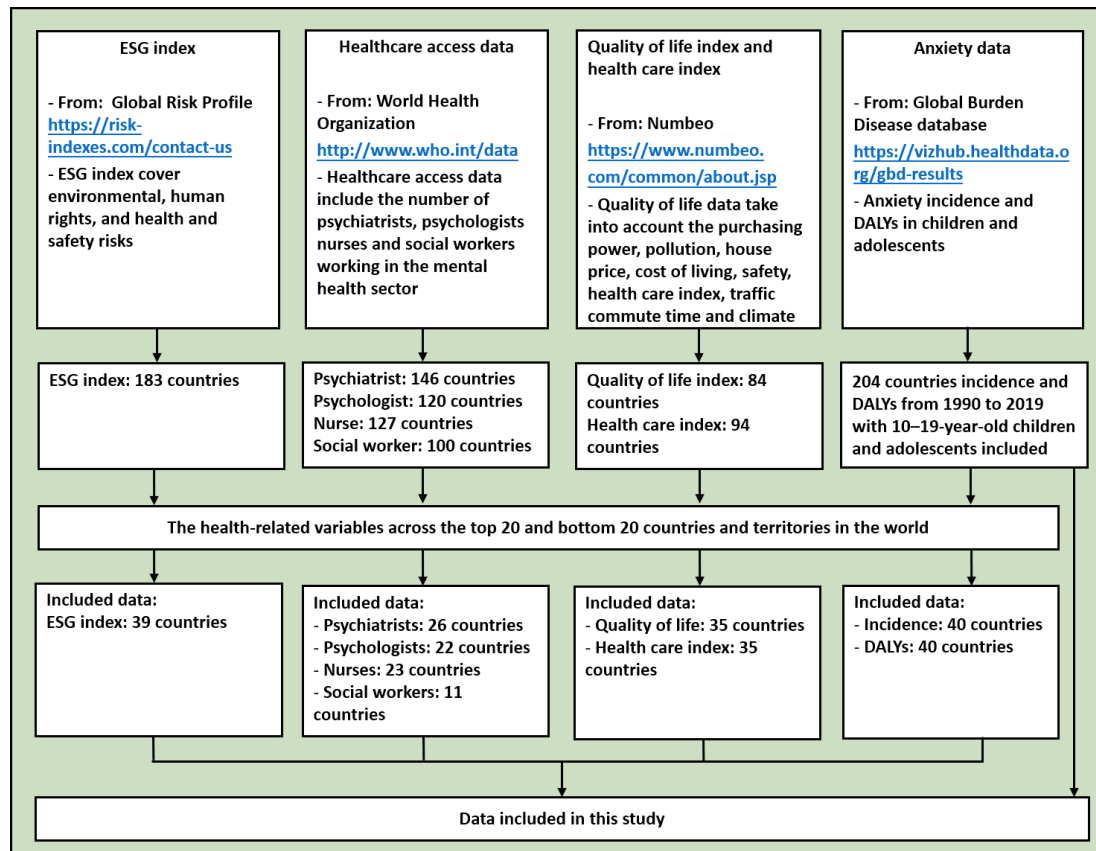 ESG index
- From:  Global Risk Profile
https://risk-
indexes.com/contact-us
- ESG index cover
environmental, human
rights, and health and
safety risks
Healthcare access data
- From: World Health
Organization
http://www.who.int/data
- Healthcare access data
include the number of
psychiatrists, psychologists
nurses and social workers
working in the mental
health sector
Quality of life index and
health care index
- From: Numbeo
https://www.numbeo.
com/common/about.jsp
- Quality of life data take
into account the purchasing
power, pollution, house
price, cost of living, safety,
health care index, traffic
commute time and climate
Anxiety data
- From: Global Burden
Disease database
https://vizhub.healthdata.o
rg/gbd-results
- Anxiety incidence and
DALYs in children and
adolescents
ESG index: 183 countries
Psychiatrist: 146 countries
Psychologist: 120 countries
Nurse: 127 countries
Social worker: 100 countries
Quality of life index: 84
countries
Health care index: 94
countries
204 countries incidence and
DALYs from 1990 to 2019
with 10–19-year-old children
and adolescents included
The health-related variables across the top 20 and bottom 20 countries and territories in the world
Included data:
ESG index: 39 countries
Included data:
- Psychiatrists: 26 countries
- Psychologists: 22 countries
- Nurses: 23 countries
- Social workers: 11
countries
Included data:
- Quality of life: 35 countries
- Health care index: 35
countries
Included data:
- Incidence: 40 countries
- DALYs: 40 countries
Data included in this study